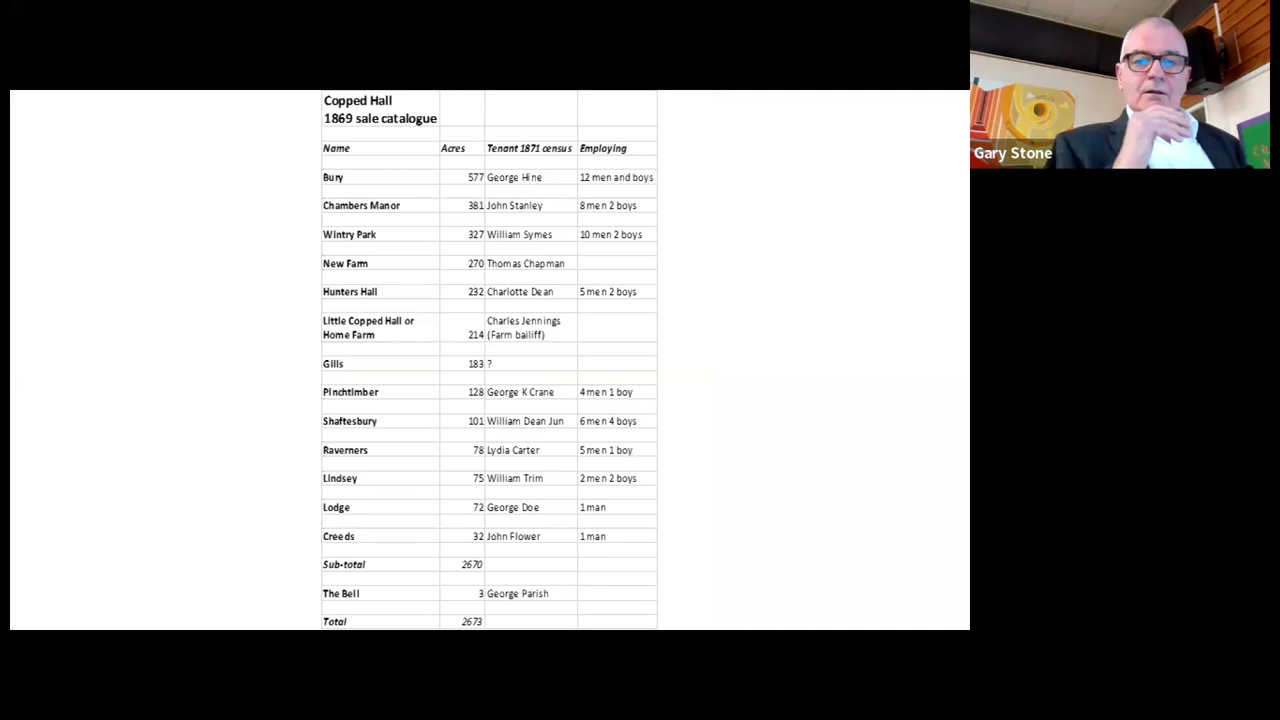 Copped Hall
1869 sale catalogue
Name Acres Tenant 1871 census Employing
Bury 577 George Hine 12 men and boys
Chambers Manor 381 John Stanley 8 men 2 boys
Wintry Park 327 William Symes 10 men 2 boys
New Farm 270 Thomas Chapman
Hunters Hall 232 Charlotte Dean 5 men 2 boys
Little Copped Hall or Charles Jennings
Home Farm 214 (Farm bailiff)
Gills 183 ?
Pinchtimber 128 George K Crane 4 men 1 boy
Shaftesbury 101 William Dean Jun 6 men 4 boys
Raverners 78 Lydia Carter 5 men 1 boy
Lindsey 75 William Trim 2 men 2 boys
Lodge 72 George Doe 1 man
Creeds 32 John Flower 1 man
Sub-total 2670
The Bell 3 George Parish
Total 2673
Gary Stone